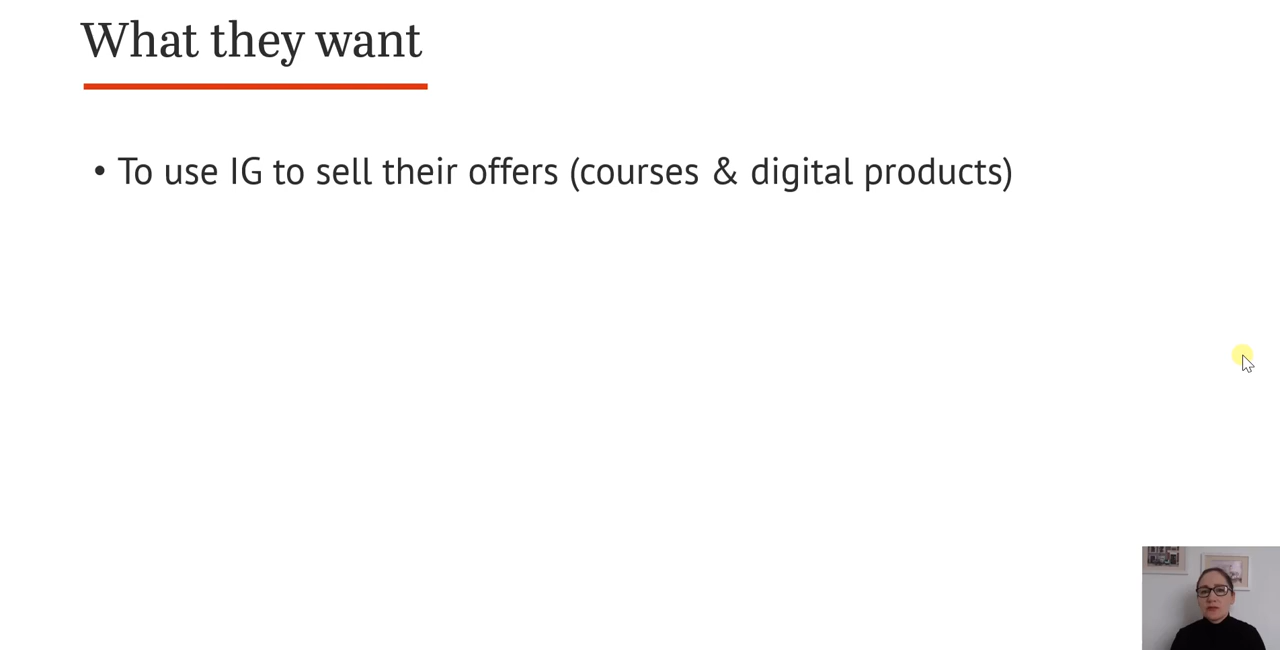 What they want
• To use IG to sell their offers (courses & digital products)